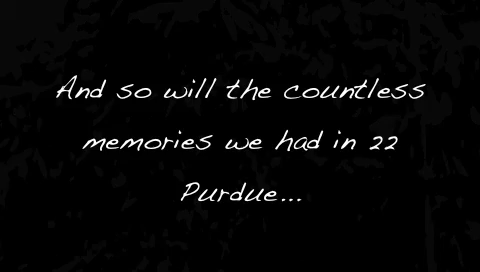 And so will the countless
memories we had in 22
Purdue...